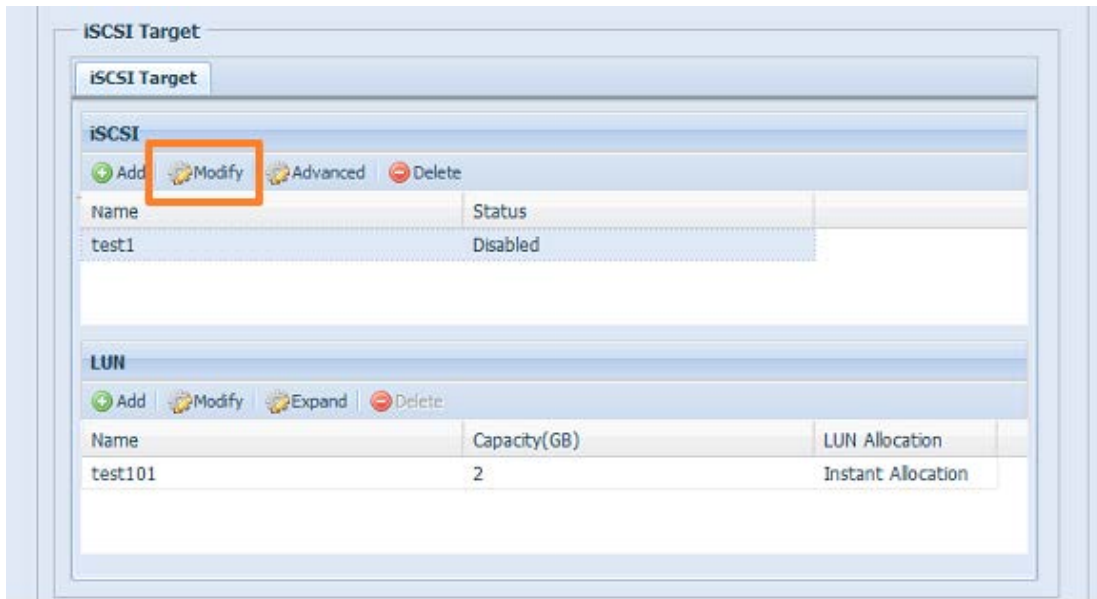 iSCSI Target
iSCSI Target
iSCSI
Add Modify Advanced Delete
Name Status
test1 Disabled
LUN
Add Modify Expand Delete
Name Capacity(GB) LUN Allocation
test101 2 Instant Allocation